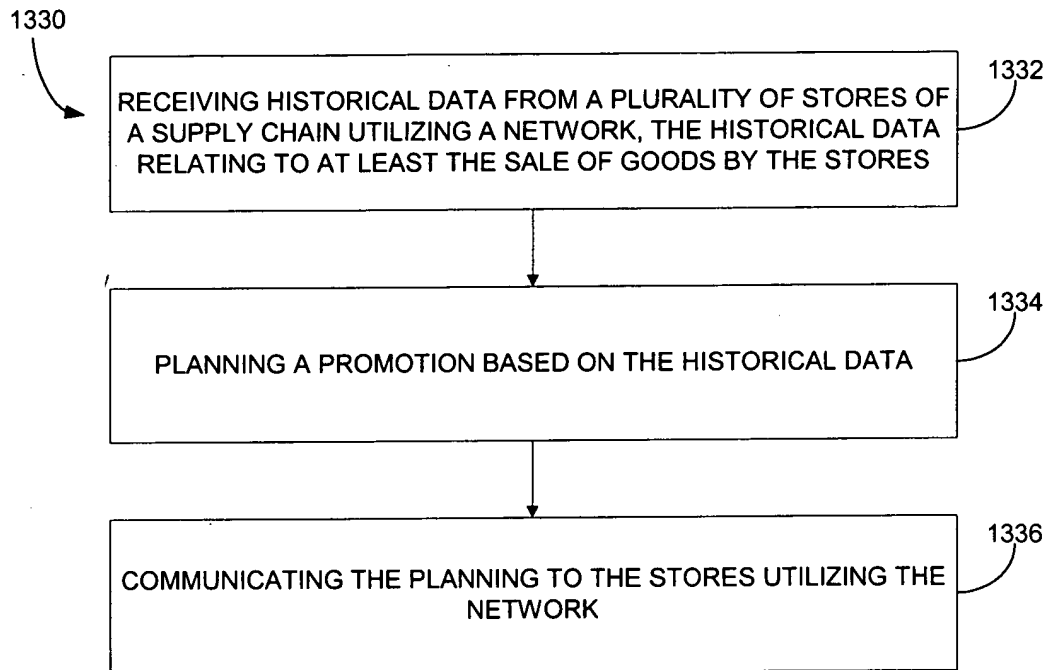 1330
1332
RECEIVING HISTORICAL DATA FROM A PLURALITY OF STORES OF
A SUPPLY CHAIN UTILIZING A NETWORK, THE HISTORICAL DATA
RELATING TO AT LEAST THE SALE OF GOODS BY THE STORES
1334
PLANNING A PROMOTION BASED ON THE HISTORICAL DATA
1336
COMMUNICATING THE PLANNING TO THE STORES UTILIZING THE
NETWORK